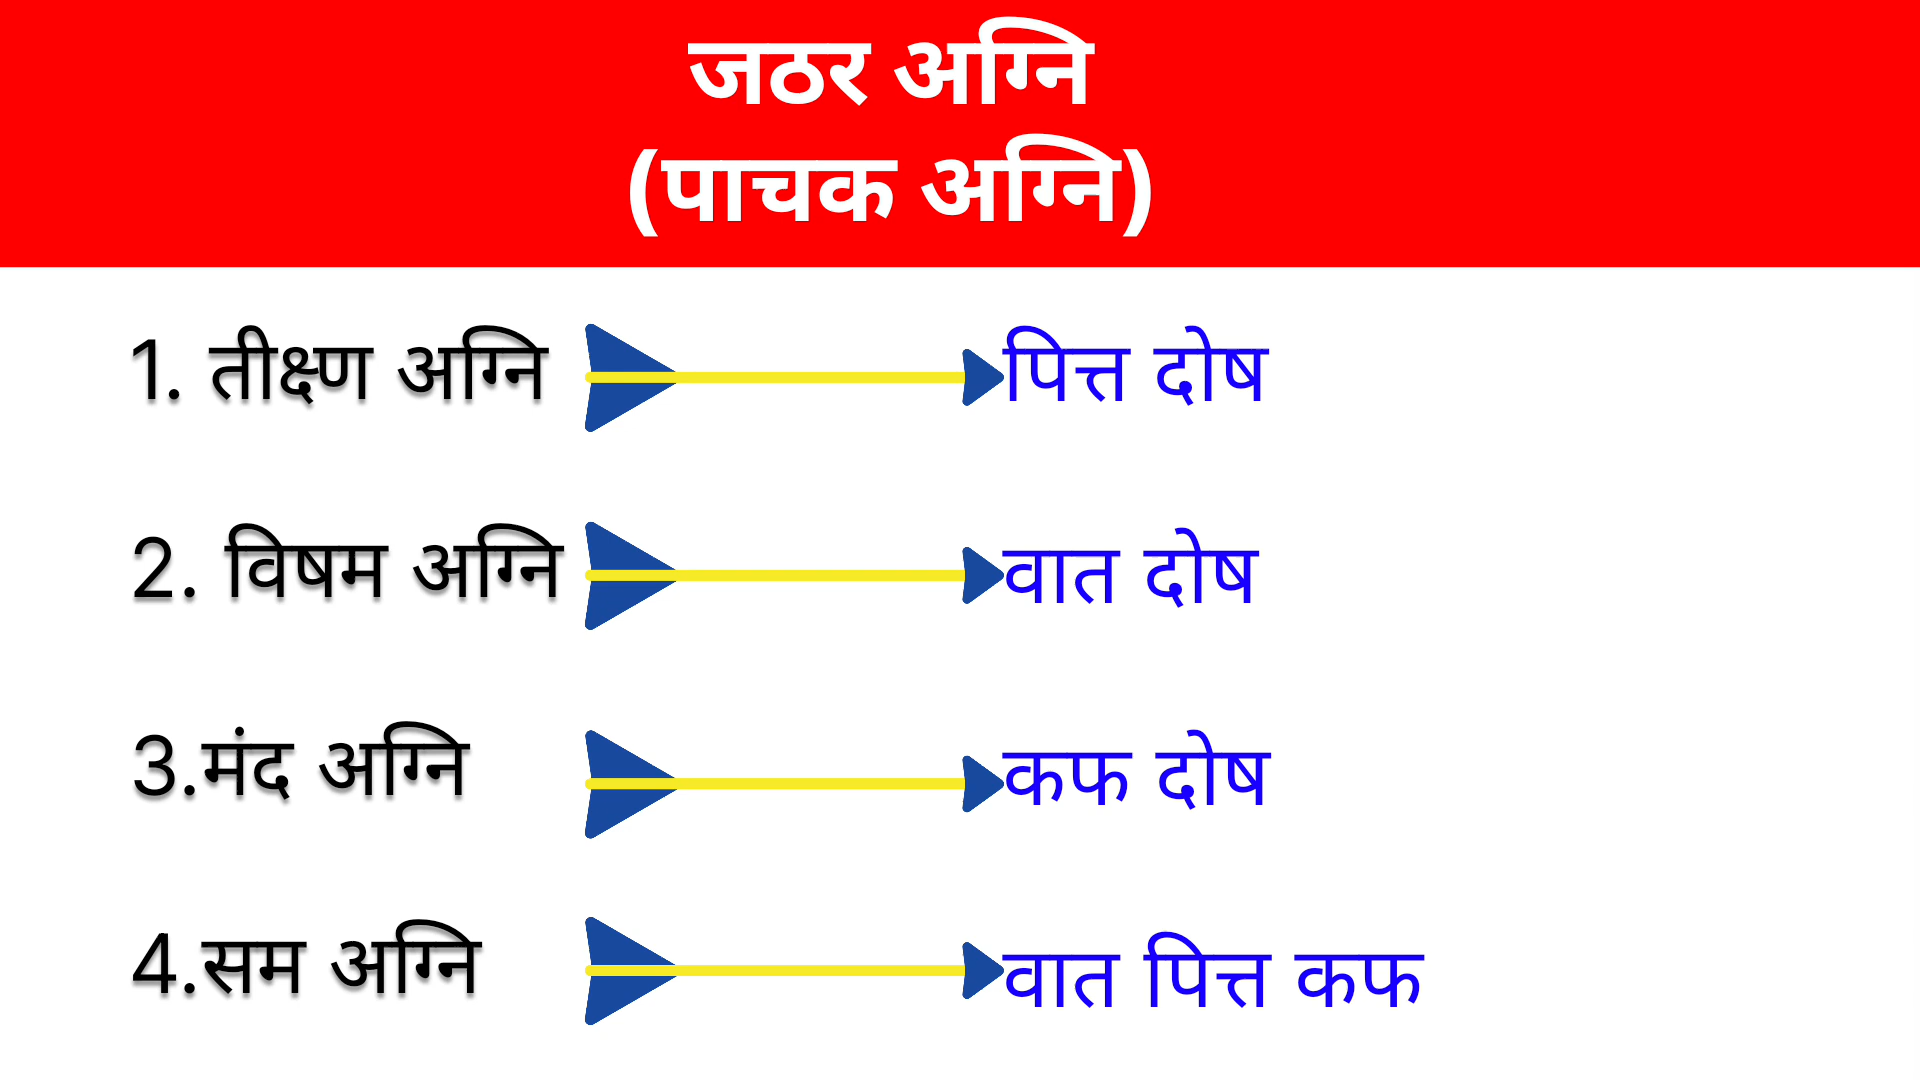 जठर अग्नि
(पाचक अग्नि)
1. तीक्ष्ण अग्नि पित्त दोष
2. विषम अग्नि वात दोष
3.मंद अग्नि कफ दोष
4.सम अग्नि वात पित्त कफ